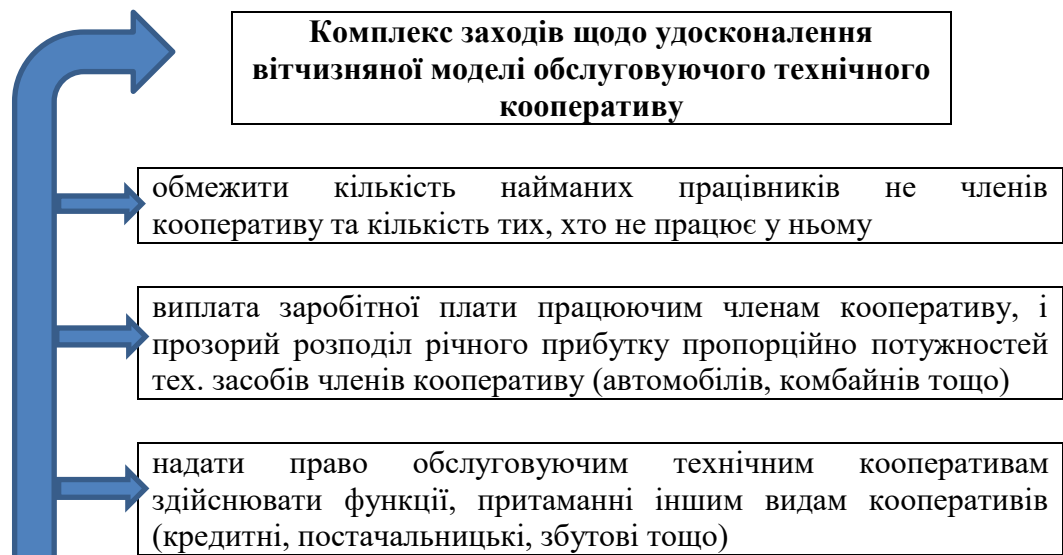 Комплекс заходів щодо удосконалення
вітчизняної моделі обслуговуючого технічного
кооперативу
обмежити кількість найманих працівників не членів
кооперативу та кількість тих, хто не працює у ньому
виплата заробітної плати працюючим членам кооперативу, і
прозорий розподіл річного прибутку пропорційно потужностей
тех. засобів членів кооперативу (автомобілів, комбайнів тощо)
надати право обслуговуючим технічним кооперативам
здійснювати функції, притаманні іншим видам кооперативів
(кредитні, постачальницькі, збутові тощо)